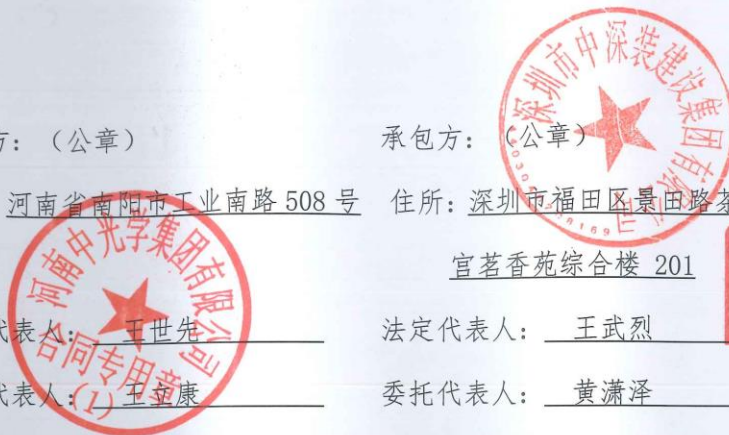 方：（公章）
承包方：（公章）
河南省南阳市工业南路 508 号
住所：深圳市福田区景田路茶
宫茗香苑综合楼 201
代表人：王世先
法定代表人：王武烈
代表人：王立康
委托代表人：黄潇泽
深圳市中深装建设集团有限公司
河南中光学集团有限公司
合同专用章
(1)